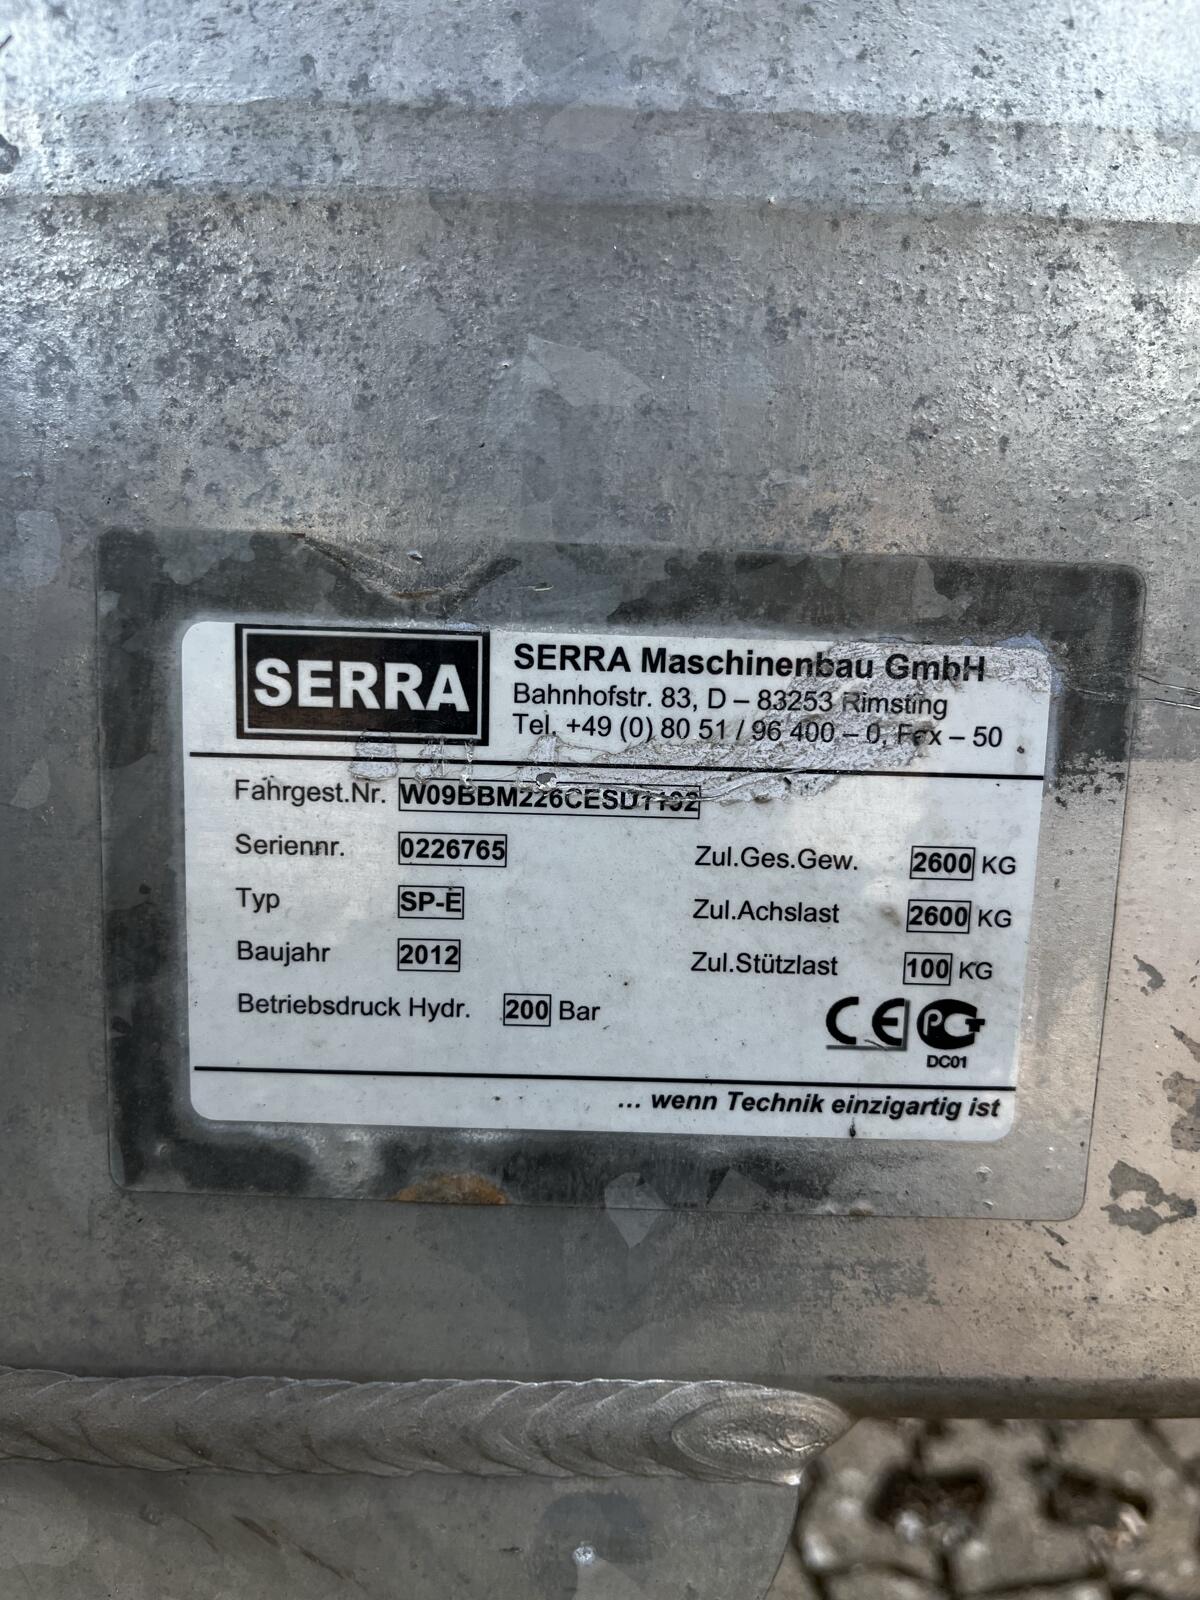 SERRA
SERRA Maschinenbau GmbH
Bahnhofstr. 83, D – 83253 Rimsting
Tel. +49 (0) 80 51 / 96 400 – 0, Fax – 50
Fahrgest.Nr.
Seriennr. 0226765
Zul.Ges.Gew. 2600 KG
Typ SP-E
Zul.Achslast 2600 KG
Baujahr 2012
Zul.Stützlast 100 KG
Betriebsdruck Hydr. 200 Bar
CE PCT
DC01
... wenn Technik einzigartig ist